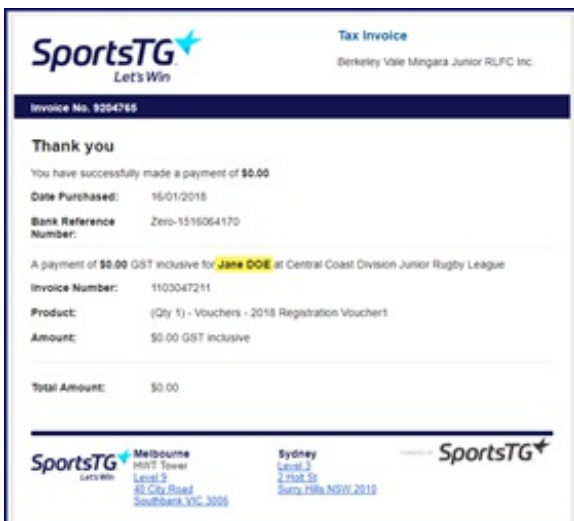 SportsTG
Let's Win
Tax Invoice
Berkeley Vale Mingara Junior RLFC Inc.
Invoice No. 9204765
Thank you
You have successfully made a payment of $0.00
Date Purchased: 16/01/2018
Bank Reference Number: Zero-1516064170
A payment of $0.00 GST inclusive for Jane DOE at Central Coast Division Junior Rugby League
Invoice Number: 1103047211
Product: (Qty 1) - Vouchers - 2018 Registration Voucher1
Amount: $0.00 GST inclusive
Total Amount: $0.00
SportsTG
Let's Win
Melbourne
HWT Tower
Level 9
40 City Road
Southbank VIC 3006
Sydney
Level 3
2 Holt St
Surry Hills NSW 2010
SportsTG